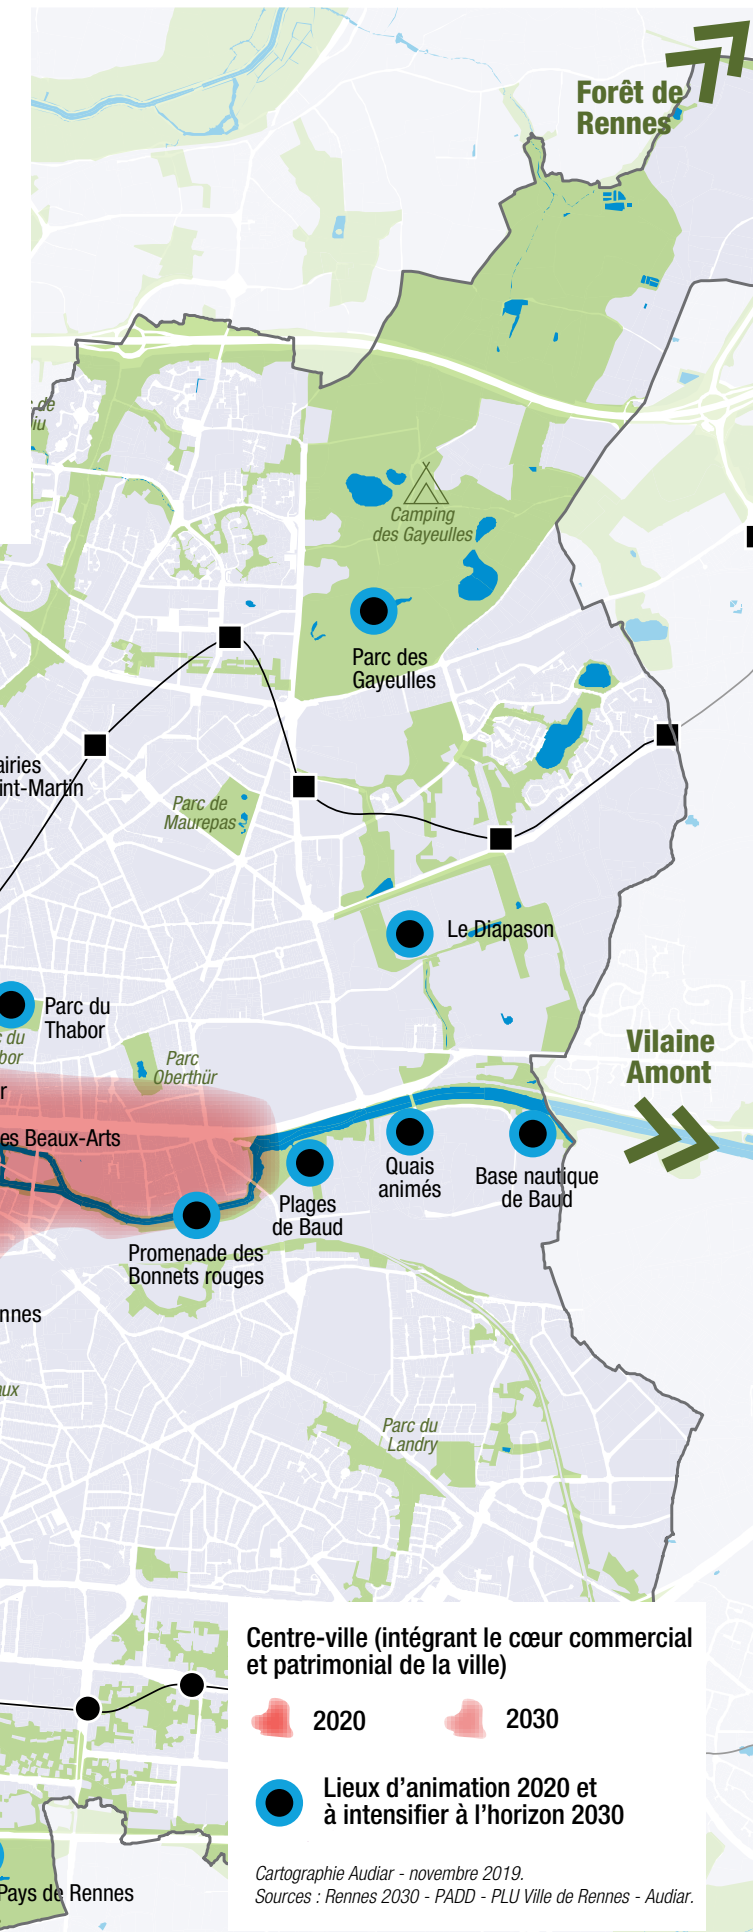 Forêt de
Rennes
de
Camping
des Gayeulles
Parc des
Gayeulles
airies
int-Martin
Parc de
Maurepas
Le Diapason
Parc du
Thabor
du
bor
Parc
Oberthür
r
es Beaux-Arts
Vilaine
Amont
Quais
animés
Base nautique
de Baud
Plages
de Baud
Promenade des
Bonnets rouges
nnes
aux
Parc du
Landry
Centre-ville (intégrant le cœur commercial
et patrimonial de la ville)
2020
2030
Lieux d’animation 2020 et
à intensifier à l’horizon 2030
Cartographie Audiar - novembre 2019.
Sources : Rennes 2030 - PADD - PLU Ville de Rennes - Audiar.
Pays de Rennes